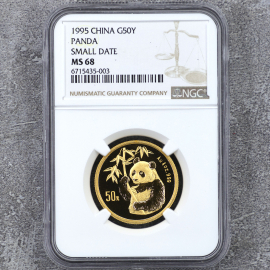 1995 CHINA G50Y
PANDA
SMALL DATE
MS 68
6715435-003
NUMISMATIC GUARANTY COMPANY
NGC
50元